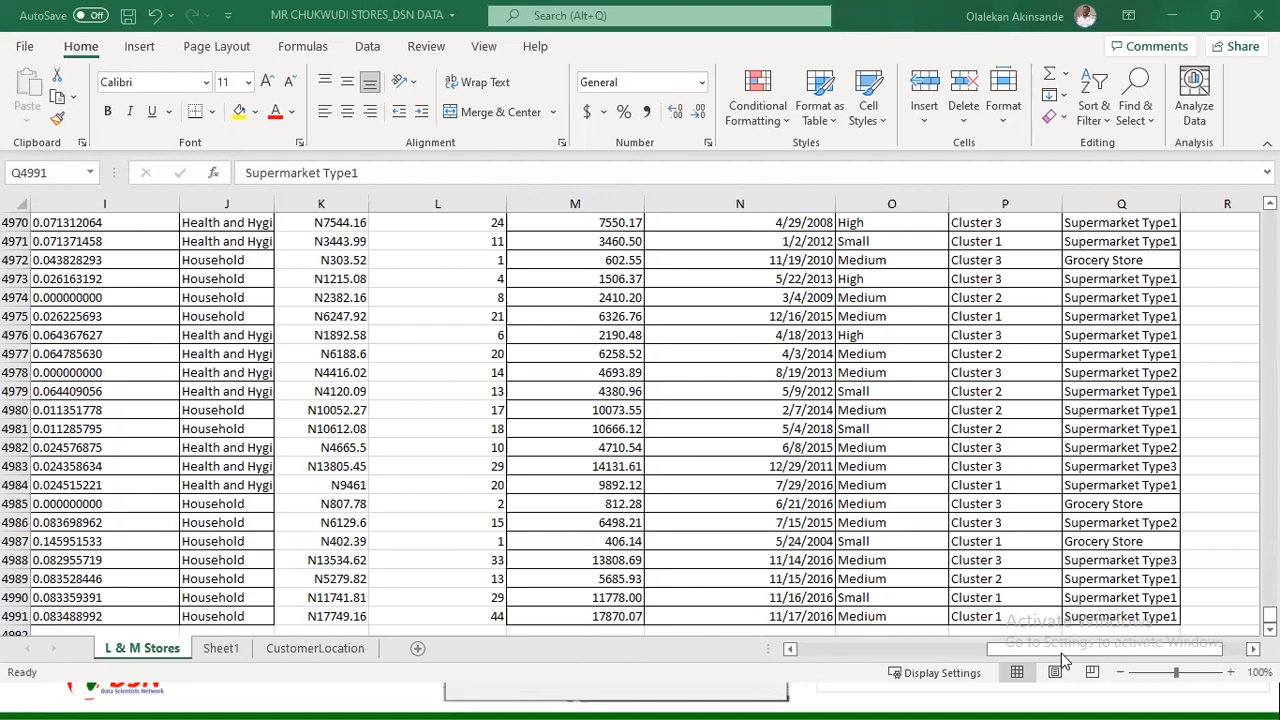 AutoSave Off MR CHUKWUDI STORES_DSN DATA Search (Alt+Q) Olalekan Akinsande
File Home Insert Page Layout Formulas Data Review View Help Comments Share
Paste Calibri 11 Wrap Text General Conditional Format as Cell Insert Delete Format Sort & Find & Analyze
B I U Merge & Center $ % Formatting Table Styles Filter Select Data
Clipboard Font Alignment Number Styles Cells Editing Analysis
Q4991 fx Supermarket Type1
I J K L M N O P Q R
4970 0.071312064 Health and Hygi N7544.16 24 7550.17 4/29/2008 High Cluster 3 Supermarket Type1
4971 0.071371458 Health and Hygi N3443.99 11 3460.50 1/2/2012 Small Cluster 1 Supermarket Type1
4972 0.043828293 Household N303.52 1 602.55 11/19/2010 Medium Cluster 3 Grocery Store
4973 0.026163192 Household N1215.08 4 1506.37 5/22/2013 High Cluster 3 Supermarket Type1
4974 0.000000000 Household N2382.16 8 2410.20 3/4/2009 Medium Cluster 2 Supermarket Type1
4975 0.026225693 Household N6247.92 21 6326.76 12/16/2015 Medium Cluster 1 Supermarket Type1
4976 0.064367627 Health and Hygi N1892.58 6 2190.48 4/18/2013 High Cluster 3 Supermarket Type1
4977 0.064785630 Health and Hygi N6188.6 20 6258.52 4/3/2014 Medium Cluster 2 Supermarket Type1
4978 0.000000000 Health and Hygi N4416.02 14 4693.89 8/19/2013 Medium Cluster 3 Supermarket Type2
4979 0.064409056 Health and Hygi N4120.09 13 4380.96 5/9/2012 Small Cluster 2 Supermarket Type1
4980 0.011351778 Household N10052.27 17 10073.55 2/7/2014 Medium Cluster 2 Supermarket Type1
4981 0.011285795 Household N10612.08 18 10666.12 5/4/2018 Small Cluster 2 Supermarket Type1
4982 0.024576875 Health and Hygi N4665.5 10 4710.54 6/8/2015 Medium Cluster 3 Supermarket Type2
4983 0.024358634 Health and Hygi N13805.45 29 14131.61 12/29/2011 Medium Cluster 3 Supermarket Type3
4984 0.024515221 Health and Hygi N9461 20 9892.12 7/29/2016 Medium Cluster 1 Supermarket Type1
4985 0.000000000 Household N807.78 2 812.28 6/21/2016 Medium Cluster 3 Grocery Store
4986 0.083698962 Household N6129.6 15 6498.21 7/15/2015 Medium Cluster 3 Supermarket Type2
4987 0.145951533 Household N402.39 1 406.14 5/24/2004 Small Cluster 1 Grocery Store
4988 0.082955719 Household N13534.62 33 13808.69 11/14/2016 Medium Cluster 3 Supermarket Type3
4989 0.083528446 Household N5279.82 13 5685.93 11/15/2016 Medium Cluster 2 Supermarket Type1
4990 0.083359391 Household N11741.81 29 11778.00 11/16/2016 Small Cluster 1 Supermarket Type1
4991 0.083488992 Household N17749.16 44 17870.07 11/17/2016 Medium Cluster 1 Supermarket Type1
4992
Activate Windows
Go to Settings to activate Windows.
L & M Stores Sheet1 CustomerLocation
Ready Display Settings 100%
DSN
Data Scientists Network